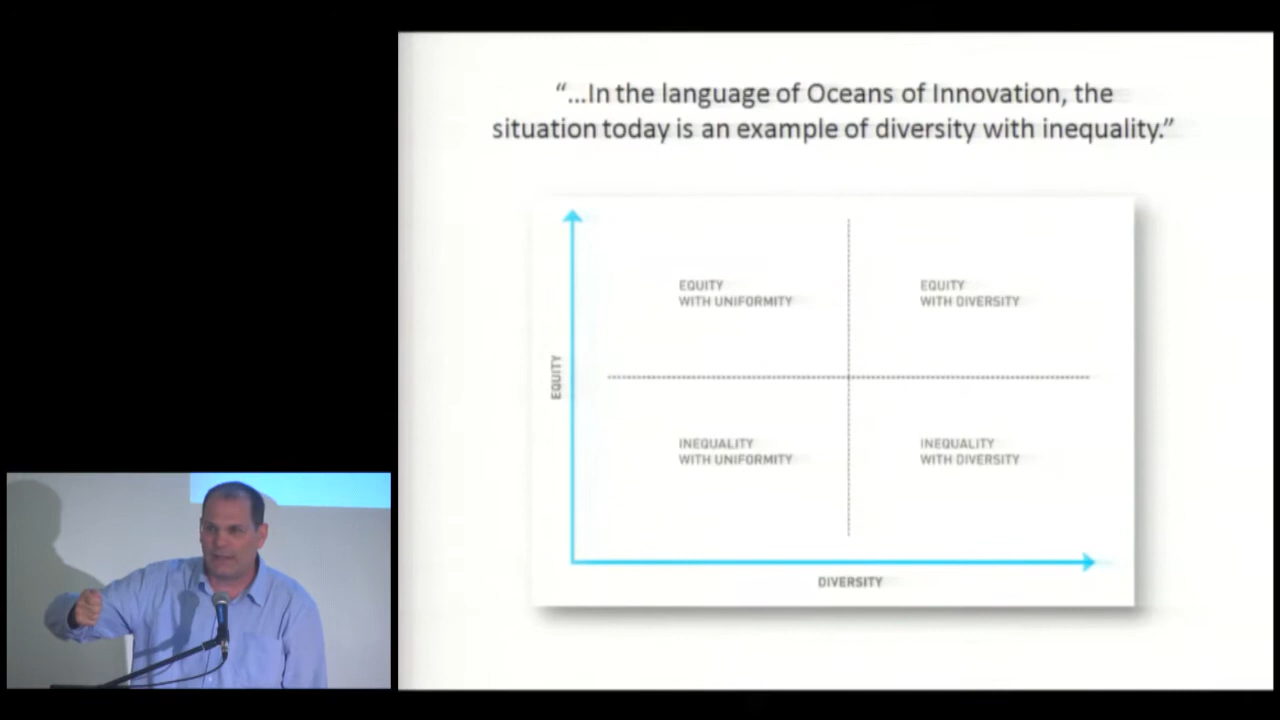 “...In the language of Oceans of Innovation, the
situation today is an example of diversity with inequality.”
EQUITY
WITH UNIFORMITY
EQUITY
WITH DIVERSITY
EQUITY
INEQUALITY
WITH UNIFORMITY
INEQUALITY
WITH DIVERSITY
DIVERSITY